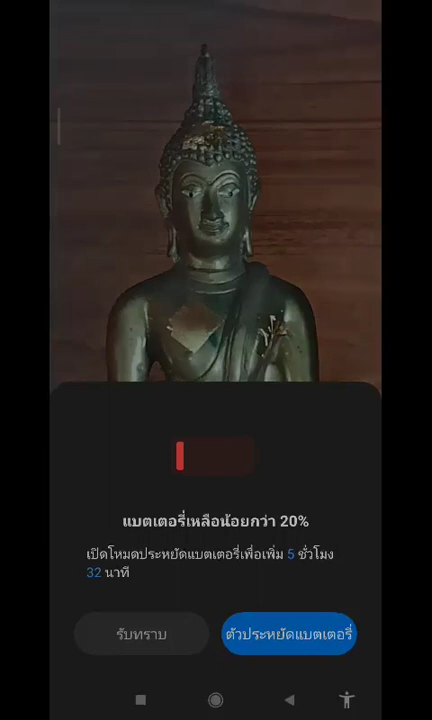 แบตเตอรี่เหลือน้อยกว่า 20%
เปิดโหมดประหยัดแบตเตอรี่เพื่อเพิ่ม 5 ชั่วโมง
32 นาที
รับทราบ
ตัวประหยัดแบตเตอรี่